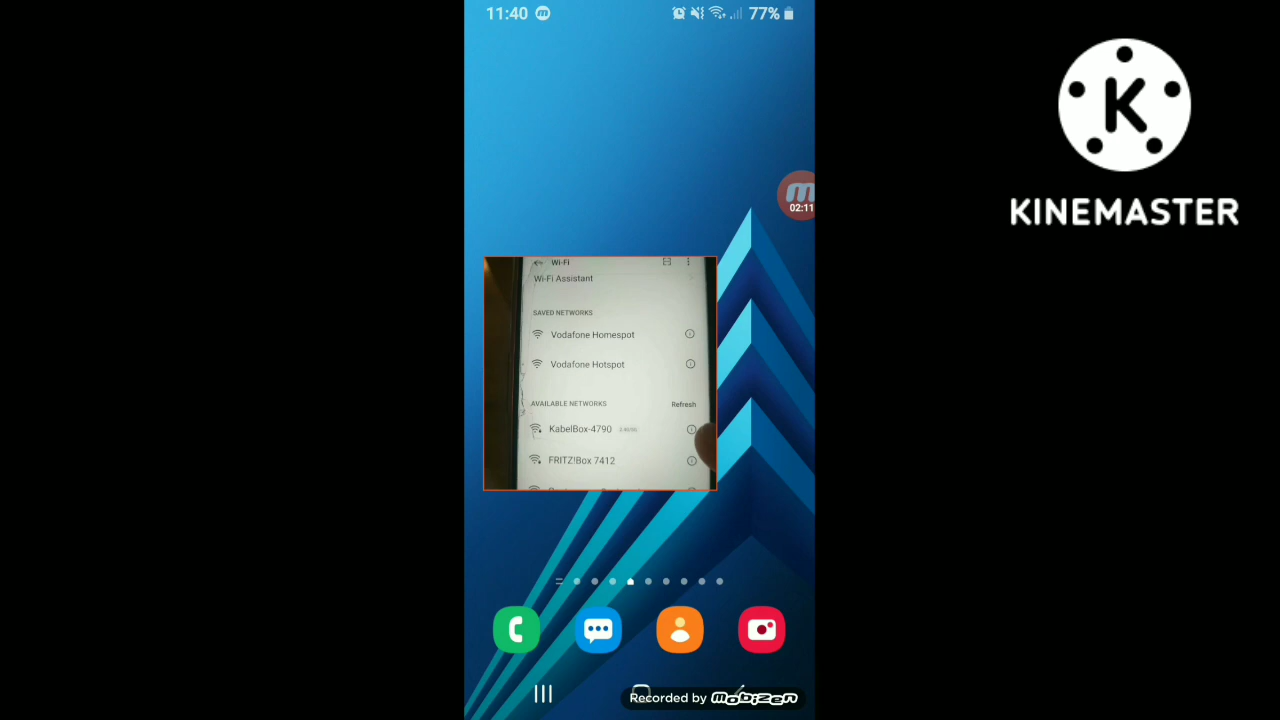 11:40
77%
K
KINEMASTER
02:11
Wi-Fi
Wi-Fi Assistant
SAVED NETWORKS
Vodafone Homespot
Vodafone Hotspot
AVAILABLE NETWORKS Refresh
KabelBox-4790
FRITZ!Box 7412
Recorded by mobizen